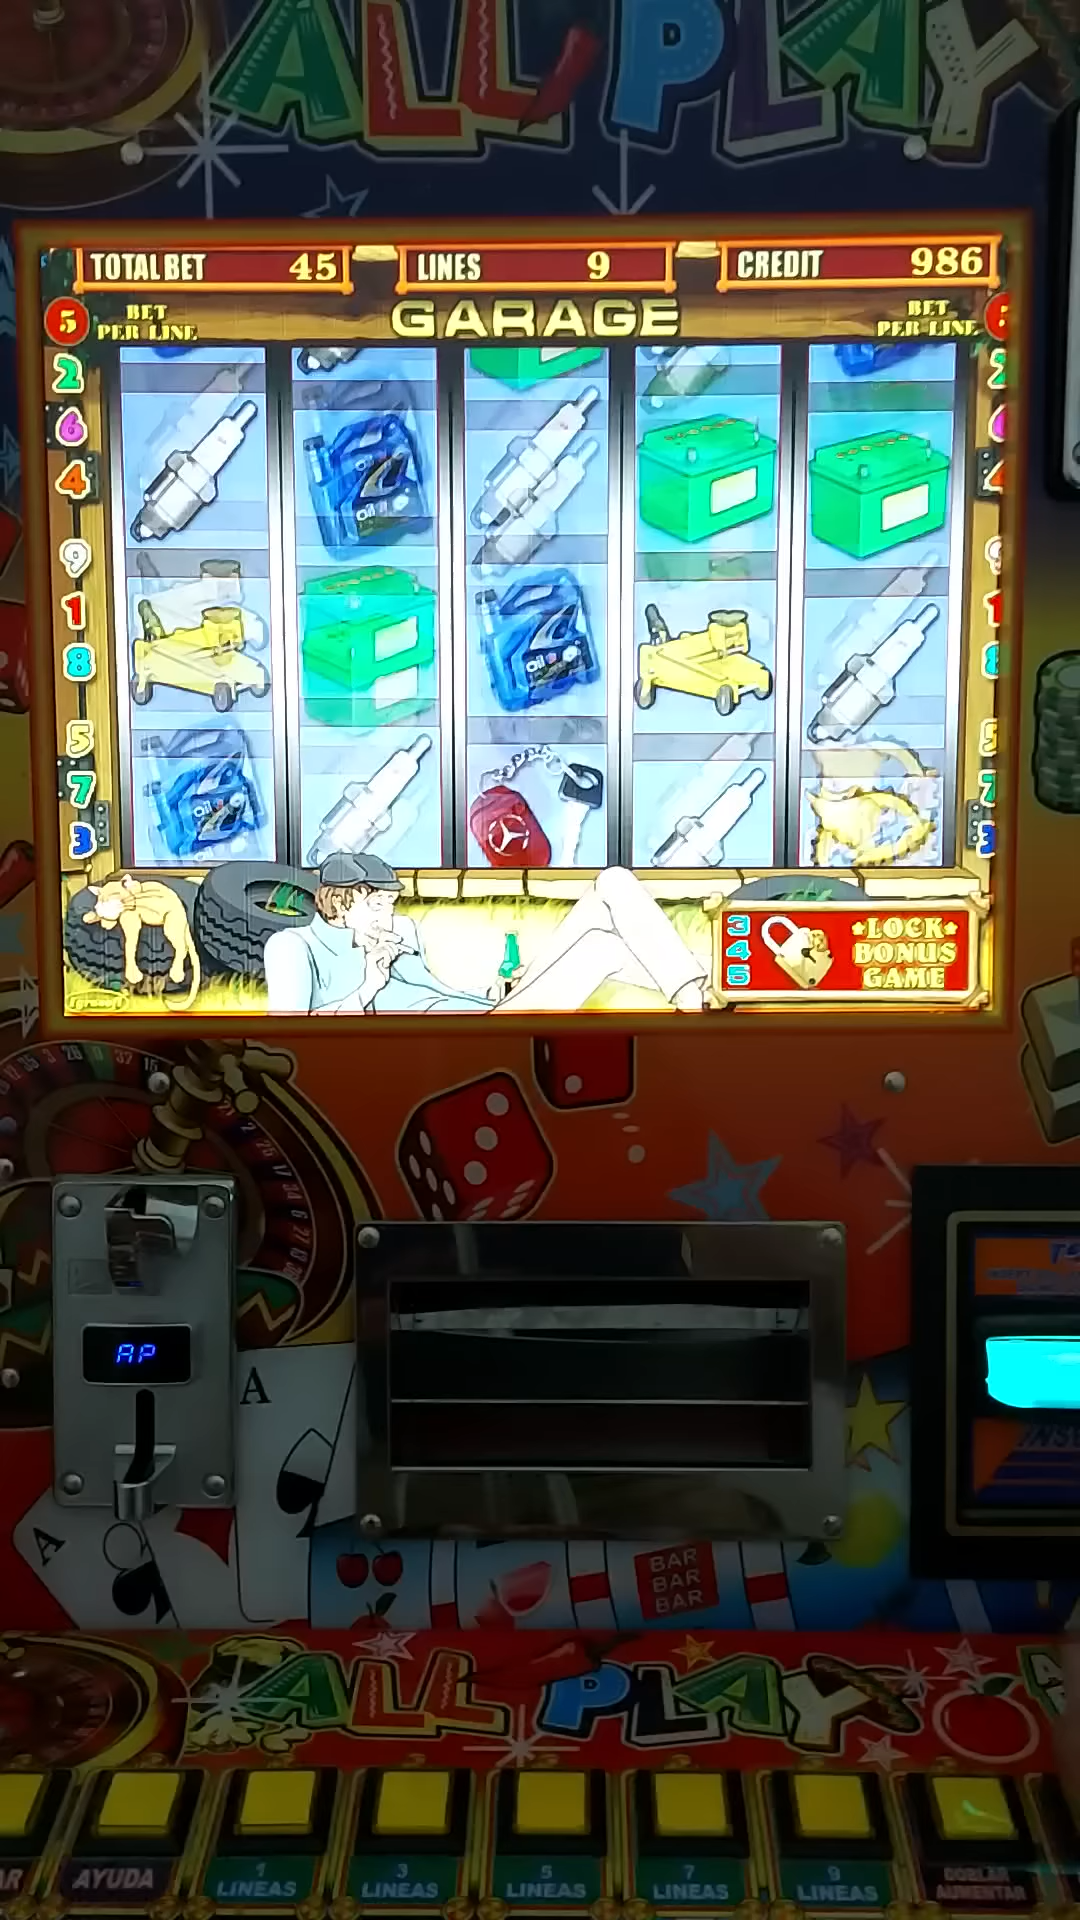 ALL PLAY
TOTAL BET 45 LINES 9 CREDIT 986
5 BET PER LINE GARAGE BET PER LINE
2
6
4
9
1
8
5
7
3
oil
oil
oil
3 4 5 LOCK BONUS GAME
AP
A
A
BAR
BAR
BAR
ALL PLAY
AYUDA
1 LINEAS
3 LINEAS
5 LINEAS
7 LINEAS
9 LINEAS
DOBLAR
AUMENTAR